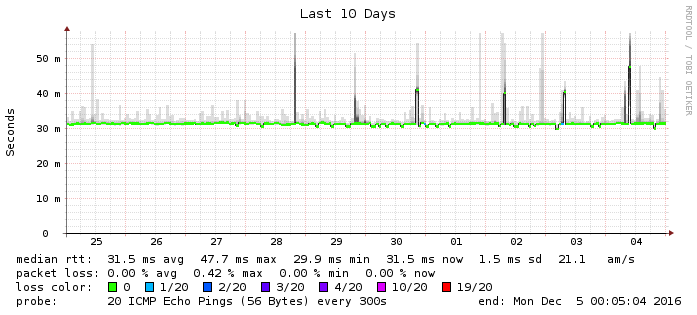 Last 10 Days
RRDTOOL / TOBI OETIKER
Seconds
50 m
40 m
30 m
20 m
10 m
0
25 26 27 28 29 30 01 02 03 04
median rtt: 31.5 ms avg 47.7 ms max 29.9 ms min 31.5 ms now 1.5 ms sd 21.1 am/s
packet loss: 0.00 % avg 0.42 % max 0.00 % min 0.00 % now
loss color: 0 1/20 2/20 3/20 4/20 10/20 19/20
probe: 20 ICMP Echo Pings (56 Bytes) every 300s end: Mon Dec 5 00:05:04 2016